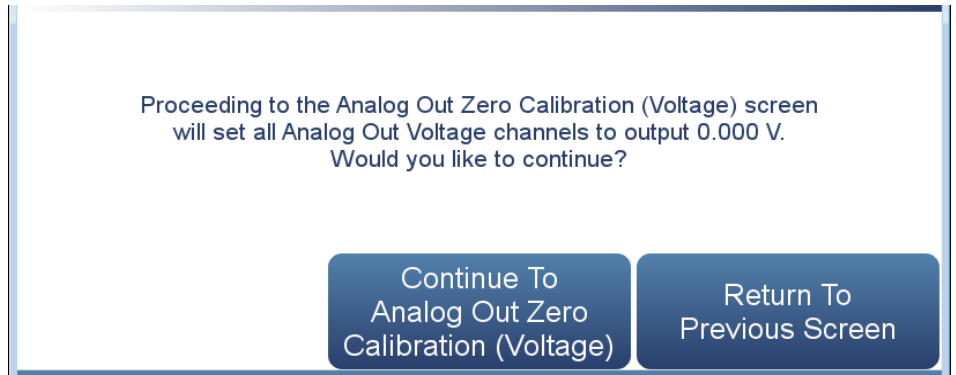 Proceeding to the Analog Out Zero Calibration (Voltage) screen
will set all Analog Out Voltage channels to output 0.000 V.
Would you like to continue?
Continue To
Analog Out Zero
Calibration (Voltage)
Return To
Previous Screen